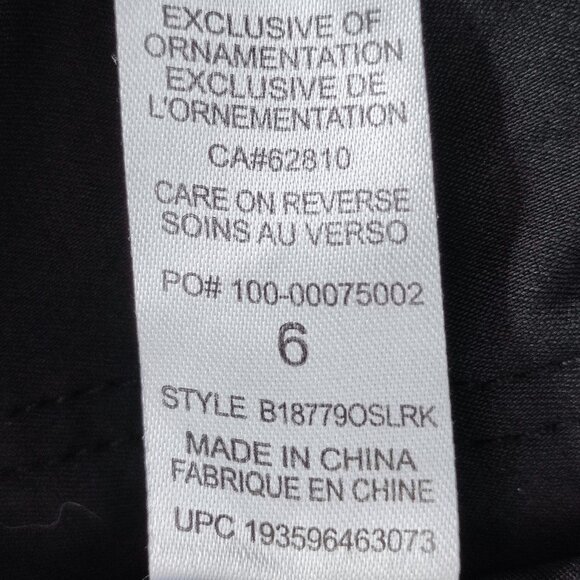 EXCLUSIVE OF
ORNAMENTATION
EXCLUSIVE DE
L'ORNEMENTATION
CA#62810
CARE ON REVERSE
SOINS AU VERSO
PO# 100-00075002
6
STYLE B18779OSLRK
MADE IN CHINA
FABRIQUE EN CHINE
UPC 193596463073